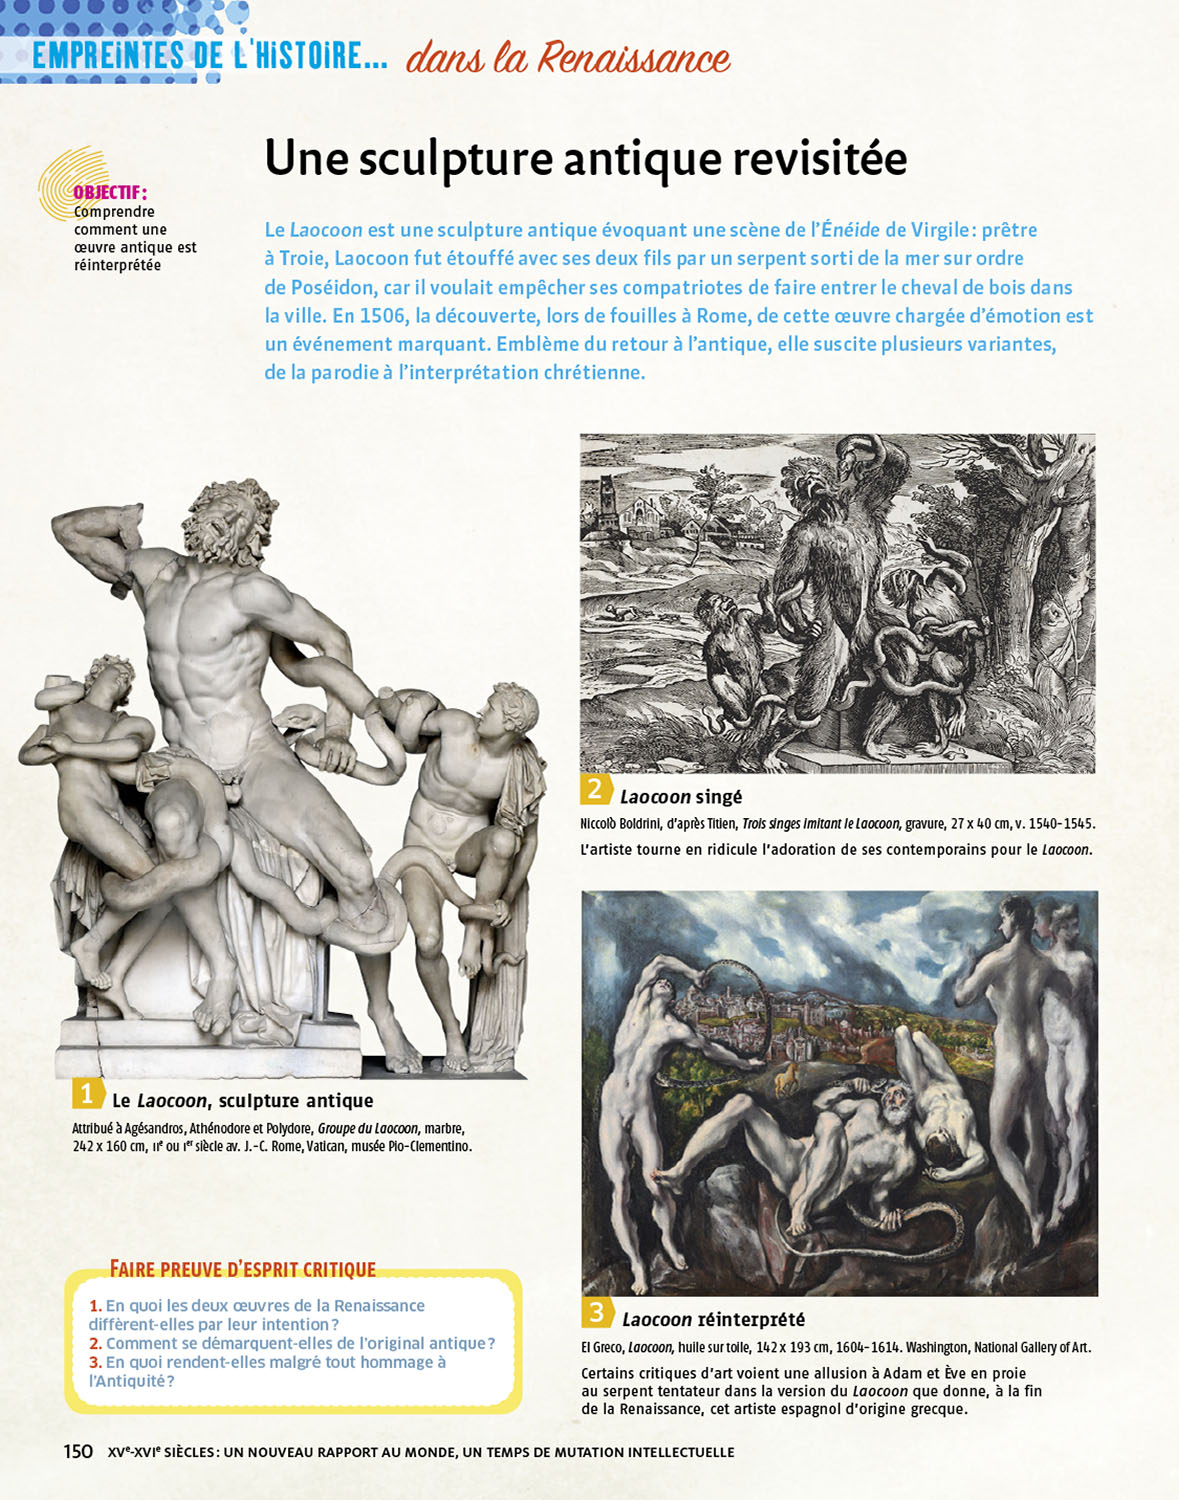 EMPREINTES DE L'HISTOIRE... dans la Renaissance
Une sculpture antique revisitée
OBJECTIF :
Comprendre
comment une
œuvre antique est
réinterprétée
Le Laocoon est une sculpture antique évoquant une scène de l'Énéide de Virgile : prêtre
à Troie, Laocoon fut étouffé avec ses deux fils par un serpent sorti de la mer sur ordre
de Poséidon, car il voulait empêcher ses compatriotes de faire entrer le cheval de bois dans
la ville. En 1506, la découverte, lors de fouilles à Rome, de cette œuvre chargée d'émotion est
un événement marquant. Emblème du retour à l'antique, elle suscite plusieurs variantes,
de la parodie à l'interprétation chrétienne.
1 Le Laocoon, sculpture antique
Attribué à Agésandros, Athénodore et Polydore, Groupe du Laocoon, marbre,
242 x 160 cm, IIe ou Ier siècle av. J.-C. Rome, Vatican, musée Pio-Clementino.
2 Laocoon singé
Niccolò Boldrini, d'après Titien, Trois singes imitant le Laocoon, gravure, 27 x 40 cm, v. 1540-1545.
L'artiste tourne en ridicule l'adoration de ses contemporains pour le Laocoon.
3 Laocoon réinterprété
El Greco, Laocoon, huile sur toile, 142 x 193 cm, 1604-1614. Washington, National Gallery of Art.
Certains critiques d'art voient une allusion à Adam et Ève en proie
au serpent tentateur dans la version du Laocoon que donne, à la fin
de la Renaissance, cet artiste espagnol d'origine grecque.
FAIRE PREUVE D'ESPRIT CRITIQUE
1. En quoi les deux œuvres de la Renaissance
diffèrent-elles par leur intention ?
2. Comment se démarquent-elles de l'original antique ?
3. En quoi rendent-elles malgré tout hommage à
l'Antiquité ?
150 XVe-XVIe SIÈCLES : UN NOUVEAU RAPPORT AU MONDE, UN TEMPS DE MUTATION INTELLECTUELLE